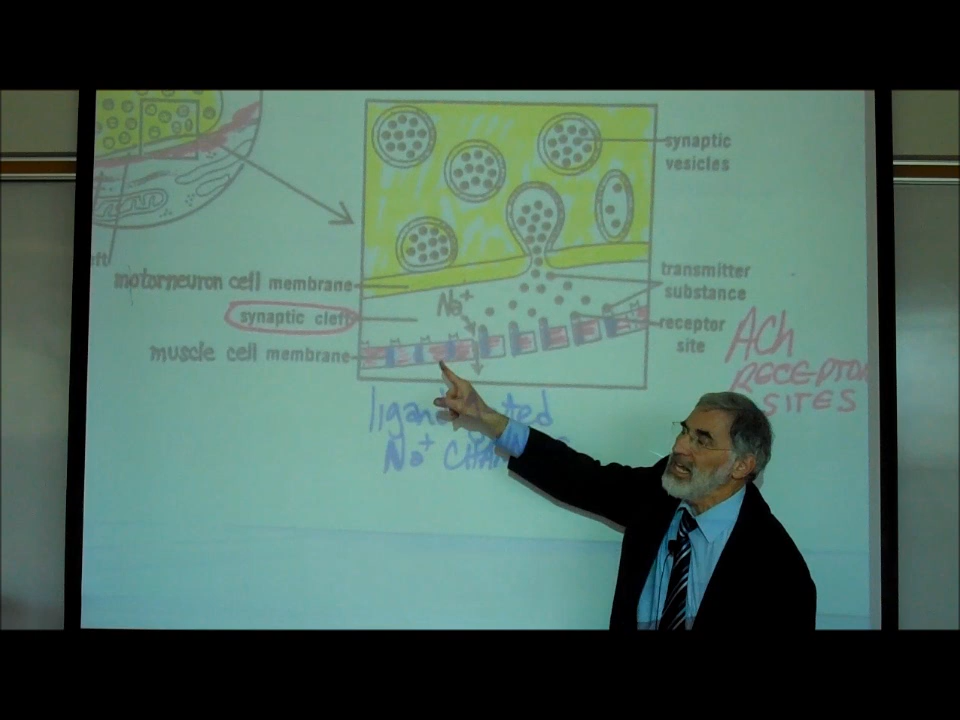 synaptic
vesicles
motorneuron cell membrane
synaptic cleft
muscle cell membrane
Na+
transmitter
substance
receptor
site
ACh
RECEPTOR
SITES
Na+